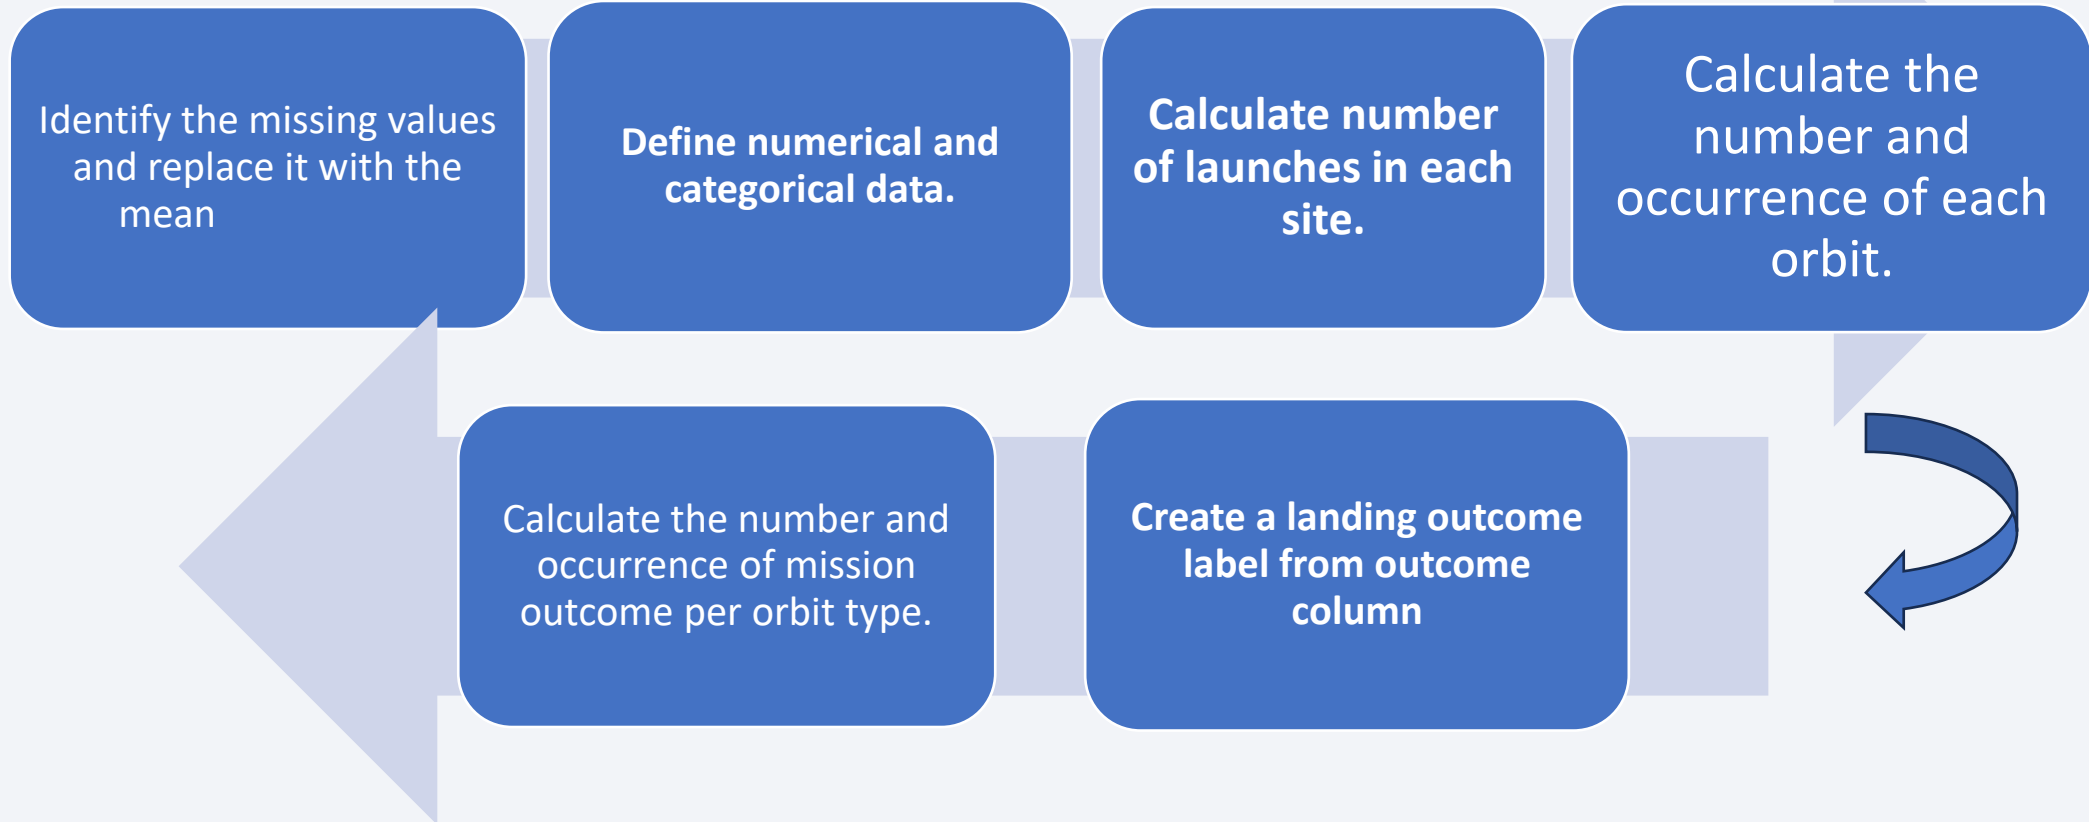 Identify the missing values
and replace it with the
mean
Define numerical and
categorical data.
Calculate number
of launches in each
site.
Calculate the
number and
occurrence of each
orbit.
Create a landing outcome
label from outcome
column
Calculate the number and
occurrence of mission
outcome per orbit type.